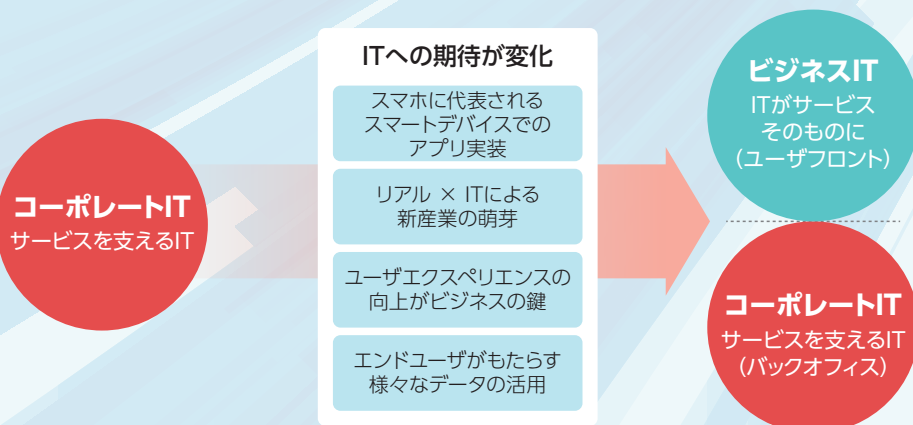 コーポレートIT
サービスを支えるIT
ITへの期待が変化
スマホに代表される
スマートデバイスでの
アプリ実装
リアル × ITによる
新産業の萌芽
ユーザエクスペリエンスの
向上がビジネスの鍵
エンドユーザがもたらす
様々なデータの活用
ビジネスIT
ITがサービス
そのものに
（ユーザフロント）
コーポレートIT
サービスを支えるIT
（バックオフィス）